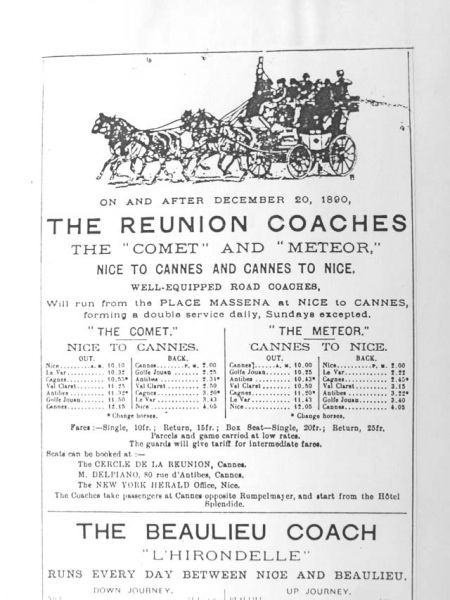 ON AND AFTER DECEMBER 20, 1890,
THE REUNION COACHES
THE "COMET" AND "METEOR,"
NICE TO CANNES AND CANNES TO NICE,
WELL-EQUIPPED ROAD COACHES,
Will run from the PLACE MASSENA at NICE to CANNES,
forming a double service daily, Sundays excepted.
"THE COMET."
NICE TO CANNES.
OUT.
Nice A. M. 10.10
Le Var 10.32
Cagnes 10.55*
Val Claret 11.25
Antibes 11.32*
Golfe Jouan 11.50
Cannes 12.15
BACK.
Cannes P. M. 2.00
Golfe Jouan 2.25
Antibes 2.31*
Val Claret 2.50
Cagnes 3.20*
Le Var 3.43
Nice 4.05
* Change horses.
"THE METEOR."
CANNES TO NICE.
OUT.
Cannes A. M. 10.00
Golfe Jouan 10.25
Antibes 10.43*
Val Claret 10.50
Cagnes 11.20*
Le Var 11.43
Nice 12.05
BACK.
Nice P. M. 2.00
Le Var 2.22
Cagnes 2.45*
Val Claret 3.15
Antibes 3.22*
Golfe Jouan 3.40
Cannes 4.05
* Change horses.
Fares :—Single, 10fr.; Return, 15fr.; Box Seat—Single, 20fr.; Return, 25fr.
Parcels and game carried at low rates.
The guards will give tariff for intermediate fares.
Seats can be booked at :—
The CERCLE DE LA REUNION, Cannes.
M. DELPIANO, 80 rue d'Antibes, Cannes.
The NEW YORK HERALD Office, Nice.
The Coaches take passengers at Cannes opposite Rumpelmayer, and start from the Hôtel
Splendide.
THE BEAULIEU COACH
"L'HIRONDELLE"
RUNS EVERY DAY BETWEEN NICE AND BEAULIEU.
DOWN JOURNEY.
UP JOURNEY.